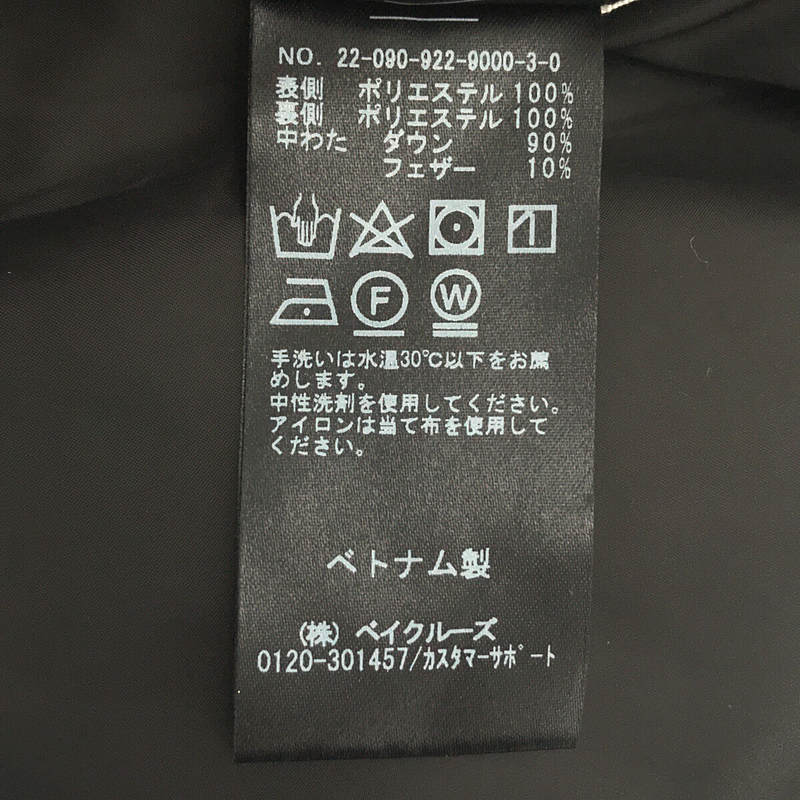 NO. 22-090-922-9000-3-0
表側 ポリエステル 100%
裏側 ポリエステル 100%
中わた ダウン 90%
フェザー 10%
F W
手洗いは水温30℃以下をお薦
めします。
中性洗剤を使用してください。
アイロンは当て布を使用して
ください。
ベトナム製
(株) ベイクルーズ
0120-301457/ｶｽﾀﾏｰｻﾎﾟｰﾄ